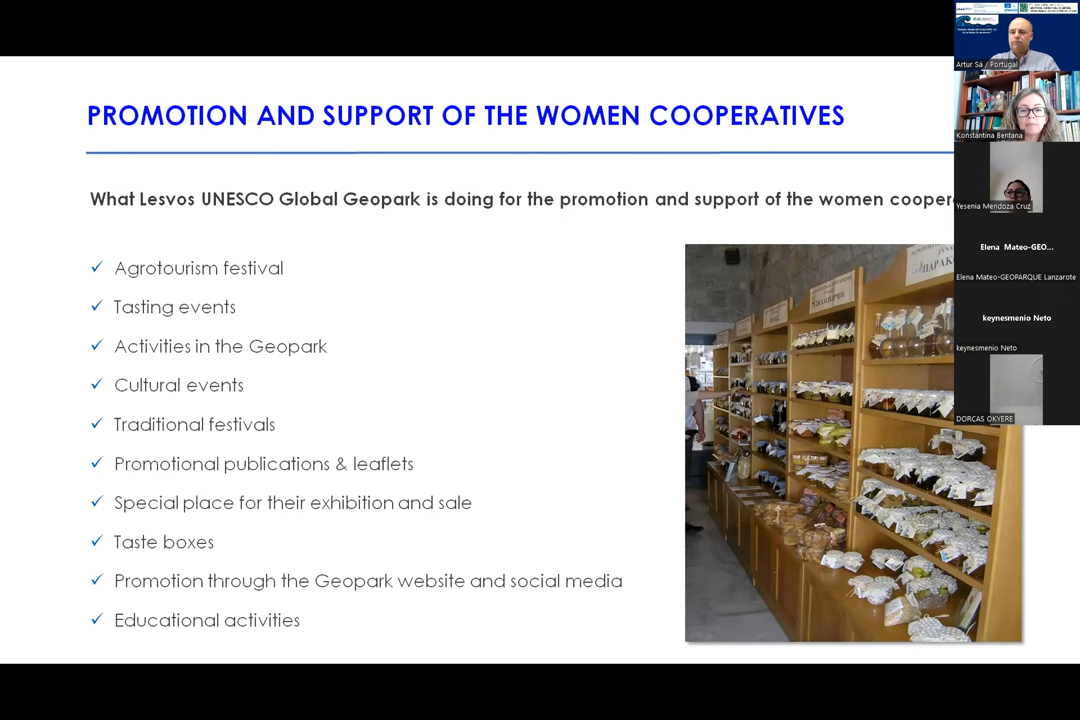 PROMOTION AND SUPPORT OF THE WOMEN COOPERATIVES
What Lesvos UNESCO Global Geopark is doing for the promotion and support of the women cooper
✓ Agrotourism festival
✓ Tasting events
✓ Activities in the Geopark
✓ Cultural events
✓ Traditional festivals
✓ Promotional publications & leaflets
✓ Special place for their exhibition and sale
✓ Taste boxes
✓ Promotion through the Geopark website and social media
✓ Educational activities
Artur Sá / Portugal
Konstantina Bentana
Yesenia Mendoza Cruz
Elena Mateo-GEO...
Elena Mateo-GEOPARQUE Lanzarote
keynesmenio Neto
keynesmenio Neto
DORCAS OKYERE